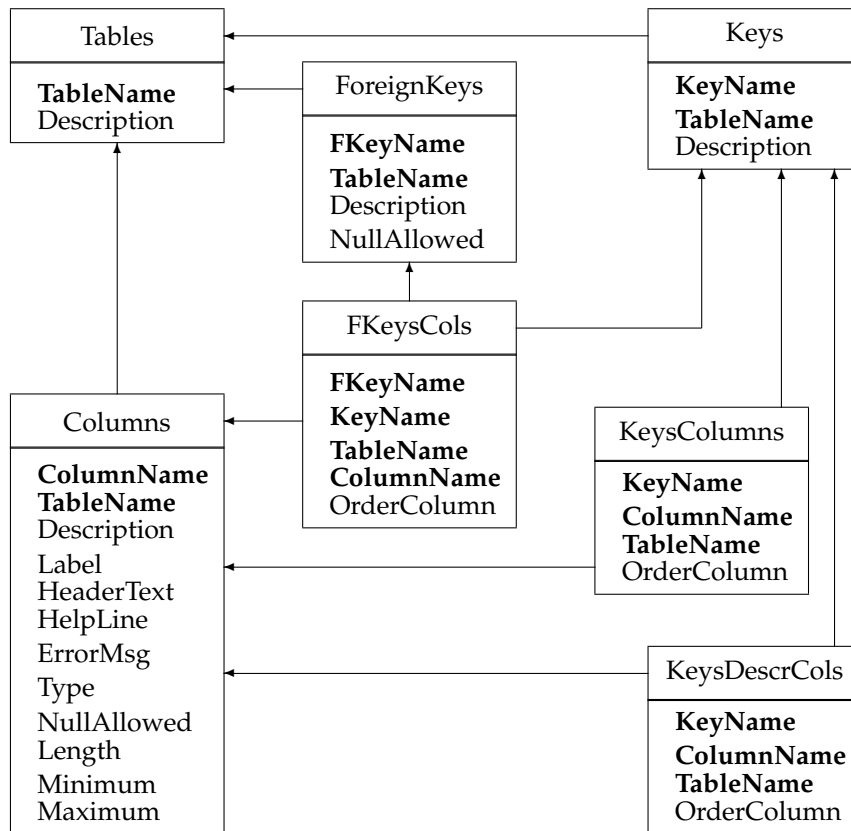 Tables
TableName
Description
Keys
KeyName
TableName
Description
ForeignKeys
FKeyName
TableName
Description
NullAllowed
FKeysCols
FKeyName
KeyName
TableName
ColumnName
OrderColumn
Columns
ColumnName
TableName
Description
Label
HeaderText
HelpLine
ErrorMsg
Type
NullAllowed
Length
Minimum
Maximum
KeysColumns
KeyName
ColumnName
TableName
OrderColumn
KeysDescrCols
KeyName
ColumnName
TableName
OrderColumn